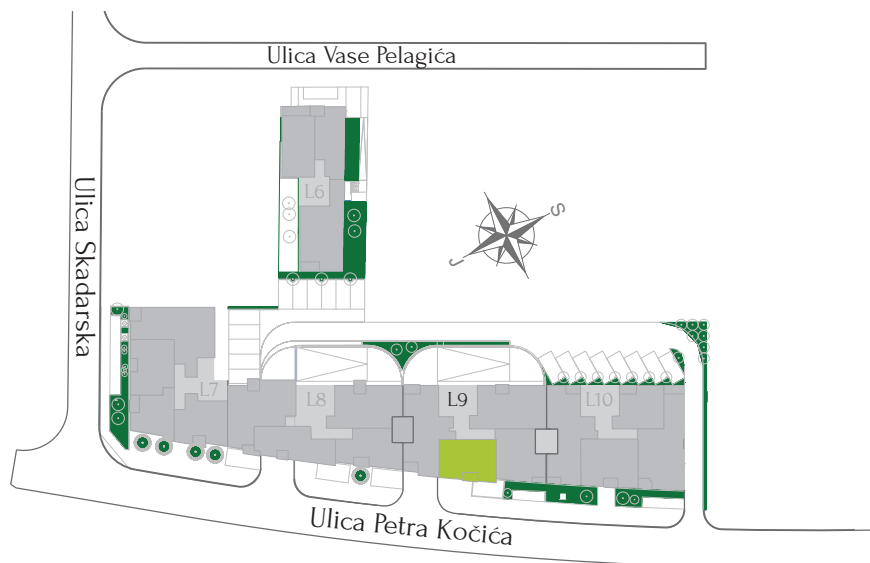 Ulica Vase Pelagića
L6
S
J
Ulica Skadarska
L7
L8
L9
L10
Ulica Petra Kočića